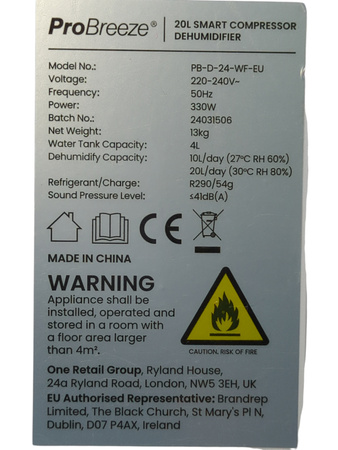 ProBreeze® | 20L SMART COMPRESSOR
DEHUMIDIFIER
Model No.: PB-D-24-WF-EU
Voltage: 220-240V~
Frequency: 50Hz
Power: 330W
Batch No.: 24031506
Net Weight: 13kg
Water Tank Capacity: 4L
Dehumidify Capacity: 10L/day (27°C RH 60%)
20L/day (30°C RH 80%)
Refrigerant/Charge: R290/54g
Sound Pressure Level: ≤41dB(A)
CE
MADE IN CHINA
WARNING
Appliance shall be
installed, operated and
stored in a room with
a floor area larger
than 4m².
CAUTION, RISK OF FIRE
One Retail Group, Ryland House,
24a Ryland Road, London, NW5 3EH, UK
EU Authorised Representative: Brandrep
Limited, The Black Church, St Mary's Pl N,
Dublin, D07 P4AX, Ireland